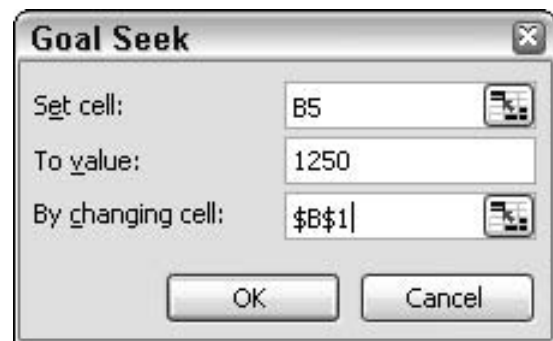 Goal Seek
Set cell: B5
To value: 1250
By changing cell: $B$1
OK Cancel